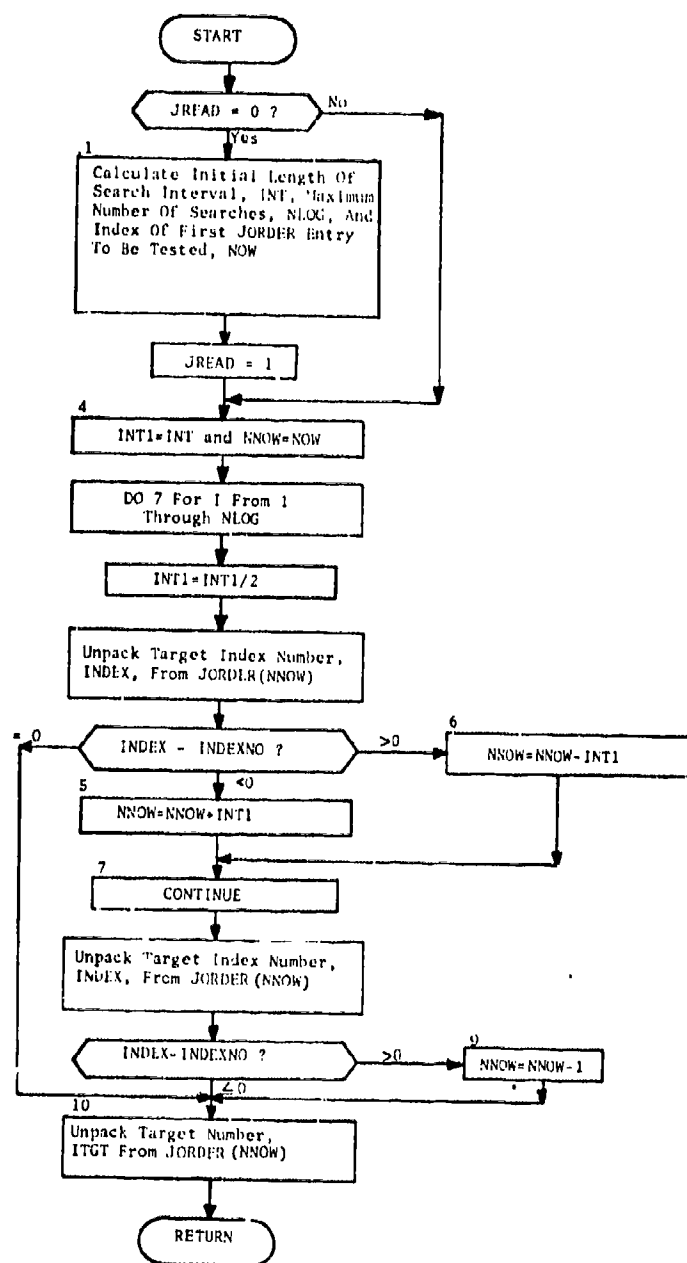 START
JREAD = 0 ?
No
Yes
1
Calculate Initial Length Of
Search Interval, INT, Maximum
Number Of Searches, NLOG, And
Index Of First JORDER Entry
To Be Tested, NOW
JREAD = 1
4
INT1=INT and NNOW=NOW
DO 7 For I From 1
Through NLOG
INT1=INT1/2
Unpack Target Index Number,
INDEX, From JORDER(NNOW)
= 0
INDEX - INDEXNO ?
>0
6
NNOW=NNOW-INT1
<0
5
NNOW=NNOW+INT1
7
CONTINUE
Unpack Target Index Number,
INDEX, From JORDER(NNOW)
INDEX-INDEXNO ?
>0
9
NNOW=NNOW-1
≤0
10
Unpack Target Number,
ITGT From JORDER(NNOW)
RETURN